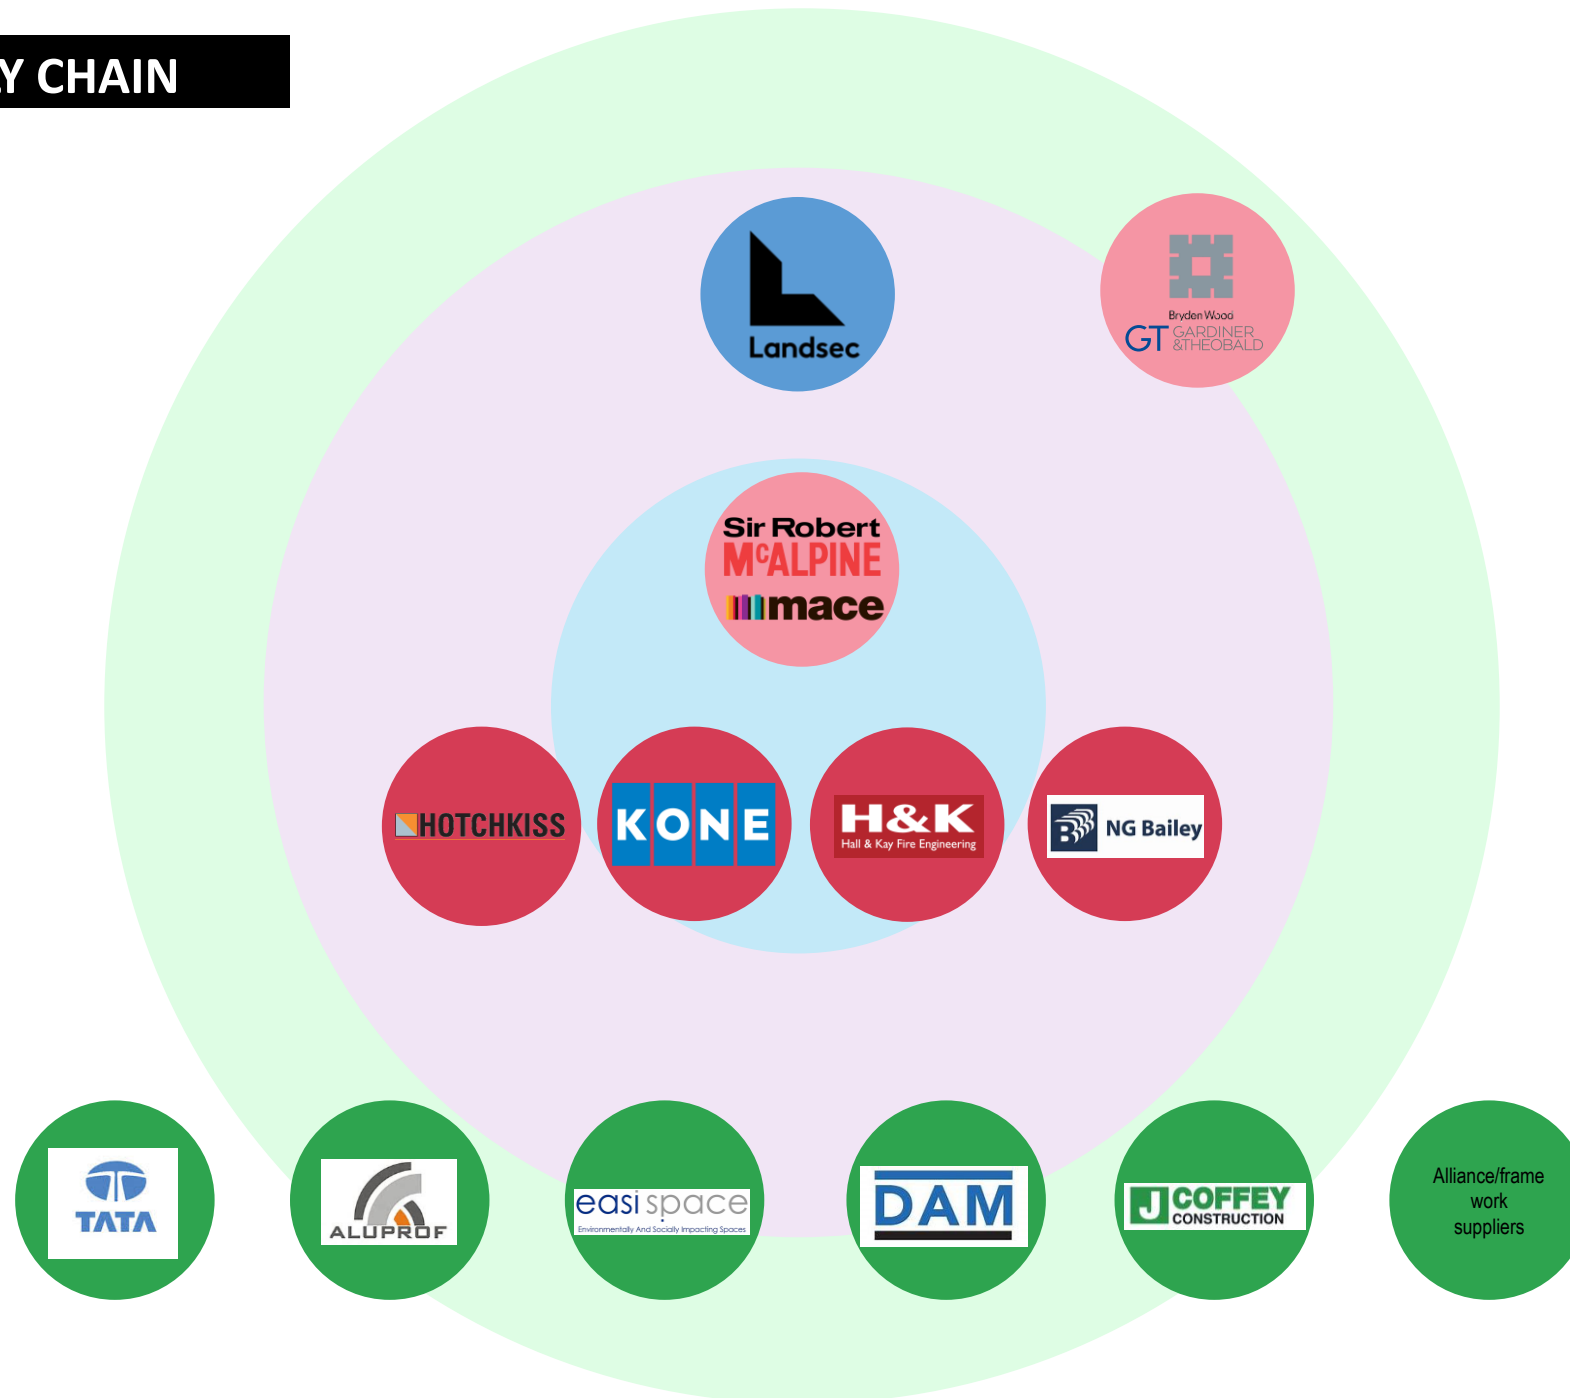 Y CHAIN
Landsec
Bryden Wood
GT GARDINER
&THEOBALD
Sir Robert
McALPINE
mace
HOTCHKISS
KONE
H&K
Hall & Kay Fire Engineering
NG Bailey
TATA
ALUPROF
easi space
Environmentally And Socially Impacting Spaces
DAM
J COFFEY
CONSTRUCTION
Alliance/frame
work
suppliers